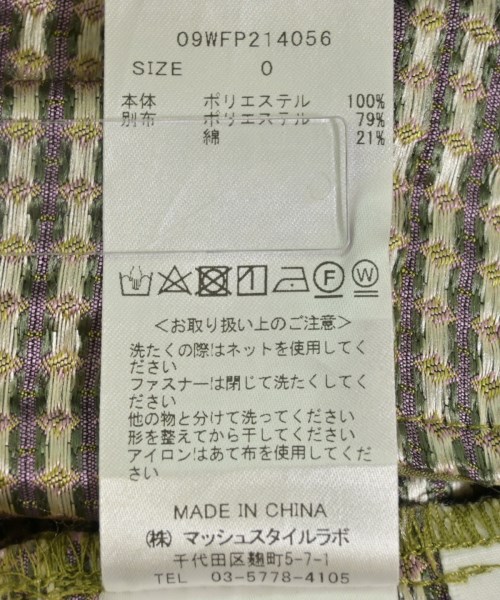 09WFP214056
SIZE 0
本体 ポリエステル 100%
別布 ポリエステル 79%
綿 21%
F W
<お取り扱い上のご注意>
洗たくの際はネットを使用してく
ださい
ファスナーは閉じて洗たくしてく
ださい
他の物と分けて洗ってください
形を整えてから干してください
アイロンはあて布を使用してくだ
さい
MADE IN CHINA
(株) マッシュスタイルラボ
千代田区麹町5-7-1
TEL 03-5778-4105